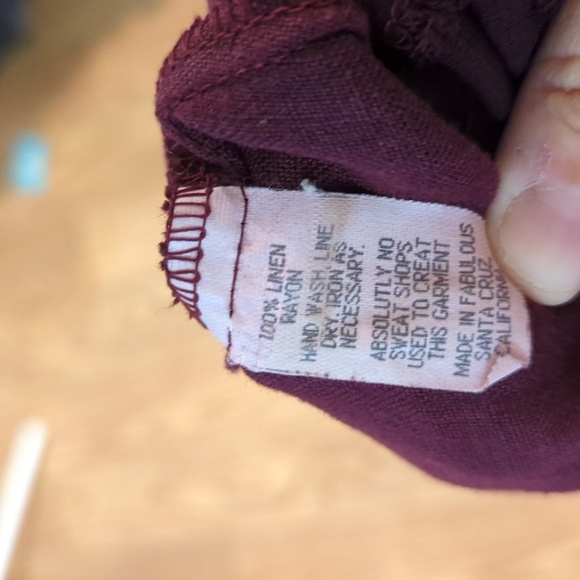 100% LINEN
RAYON
HAND WASH LINE
DRY, IRON AS
NECESSARY.
ABSOLUTLY NO
SWEAT SHOPS
USED TO CREAT
THIS GARMENT
MADE IN FABULOUS
SANTA CRUZ
CALIFORNIA